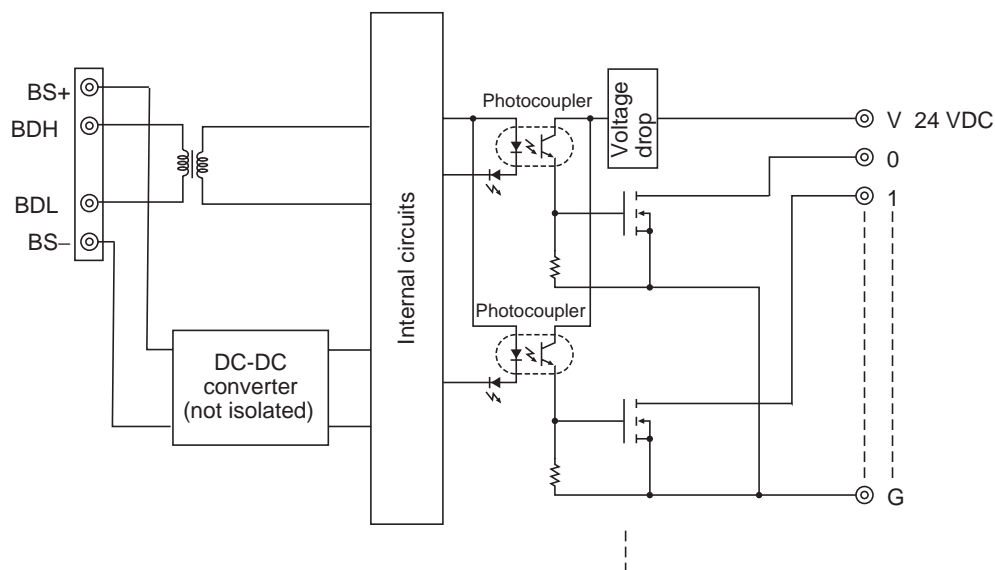 BS+
BDH
BDL
BS−
DC-DC
converter
(not isolated)
Internal circuits
Photocoupler
Voltage
drop
V 24 VDC
0
1
Photocoupler
G